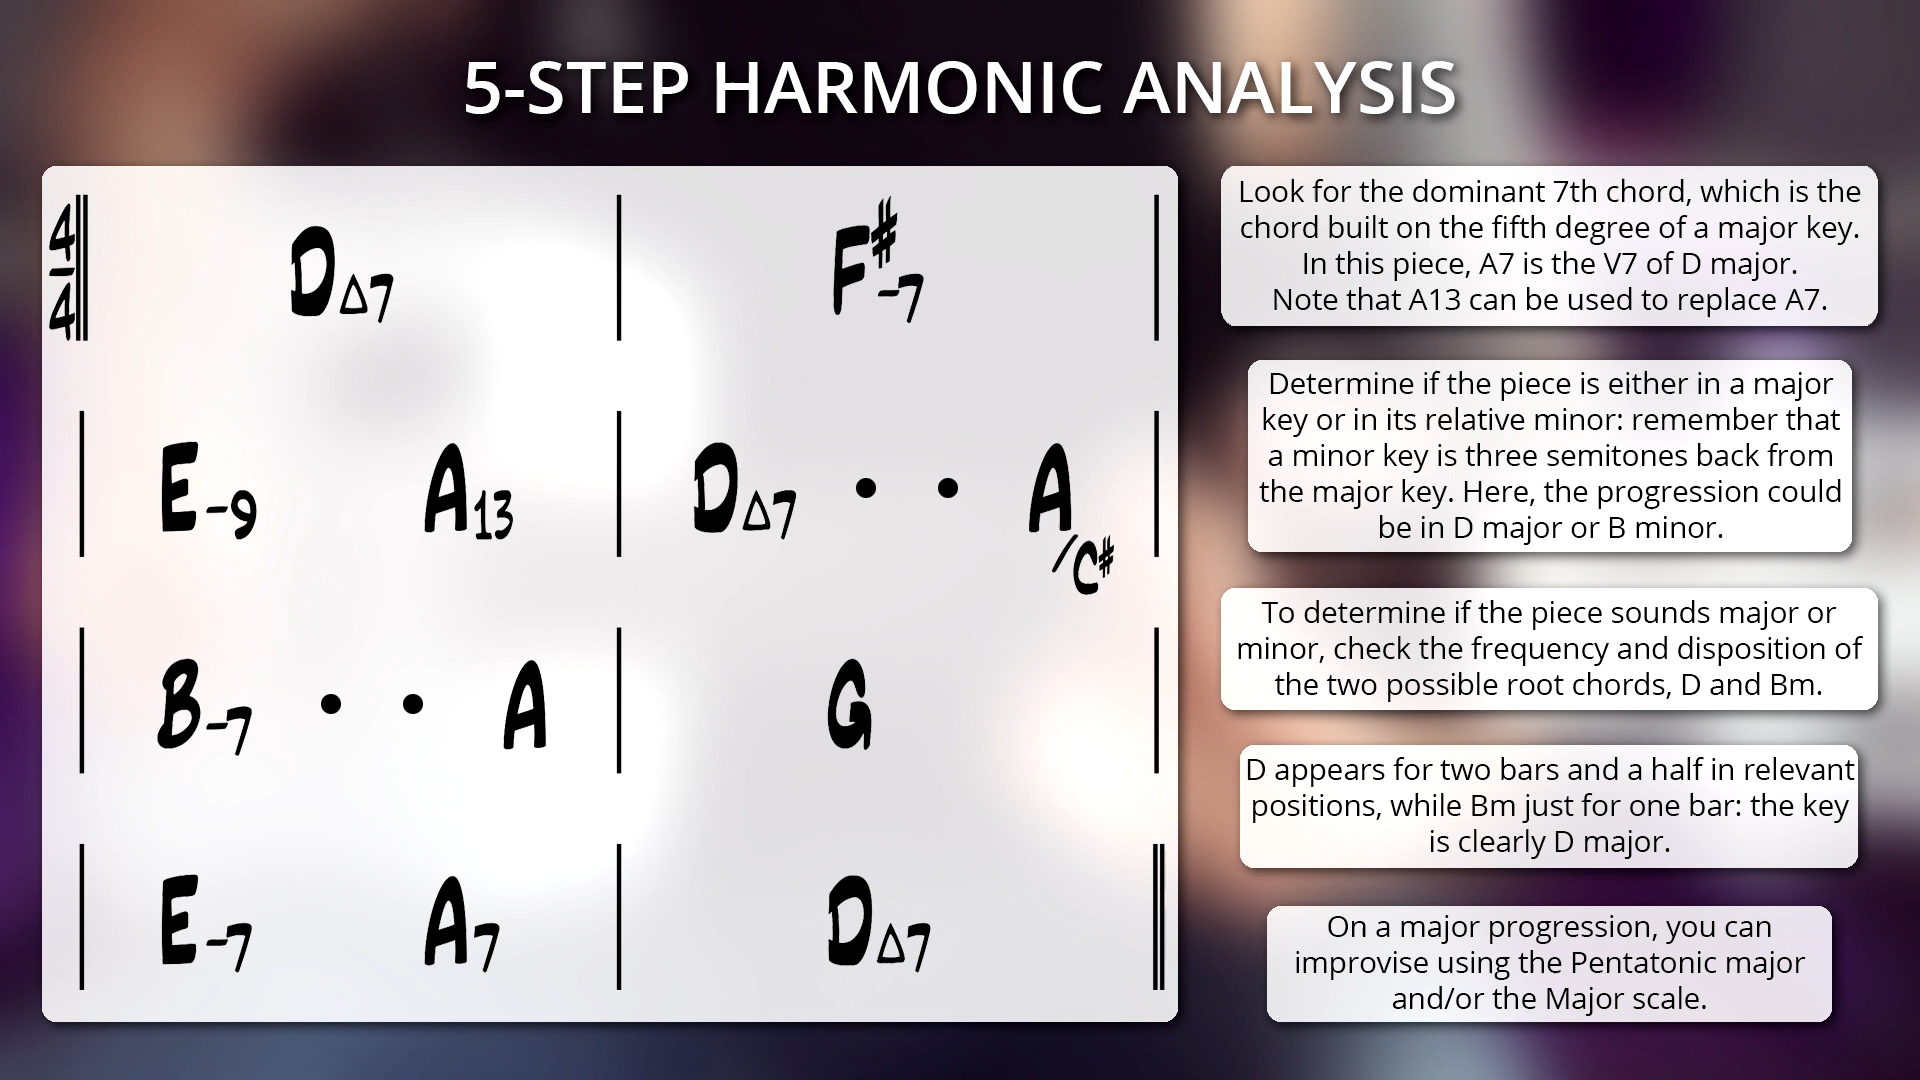 5-STEP HARMONIC ANALYSIS
4/4 D△7 F#-7
E-9 A13 D△7 • • A/C#
B-7 • • A G
E-7 A7 D△7
Look for the dominant 7th chord, which is the
chord built on the fifth degree of a major key.
In this piece, A7 is the V7 of D major.
Note that A13 can be used to replace A7.
Determine if the piece is either in a major
key or in its relative minor: remember that
a minor key is three semitones back from
the major key. Here, the progression could
be in D major or B minor.
To determine if the piece sounds major or
minor, check the frequency and disposition of
the two possible root chords, D and Bm.
D appears for two bars and a half in relevant
positions, while Bm just for one bar: the key
is clearly D major.
On a major progression, you can
improvise using the Pentatonic major
and/or the Major scale.